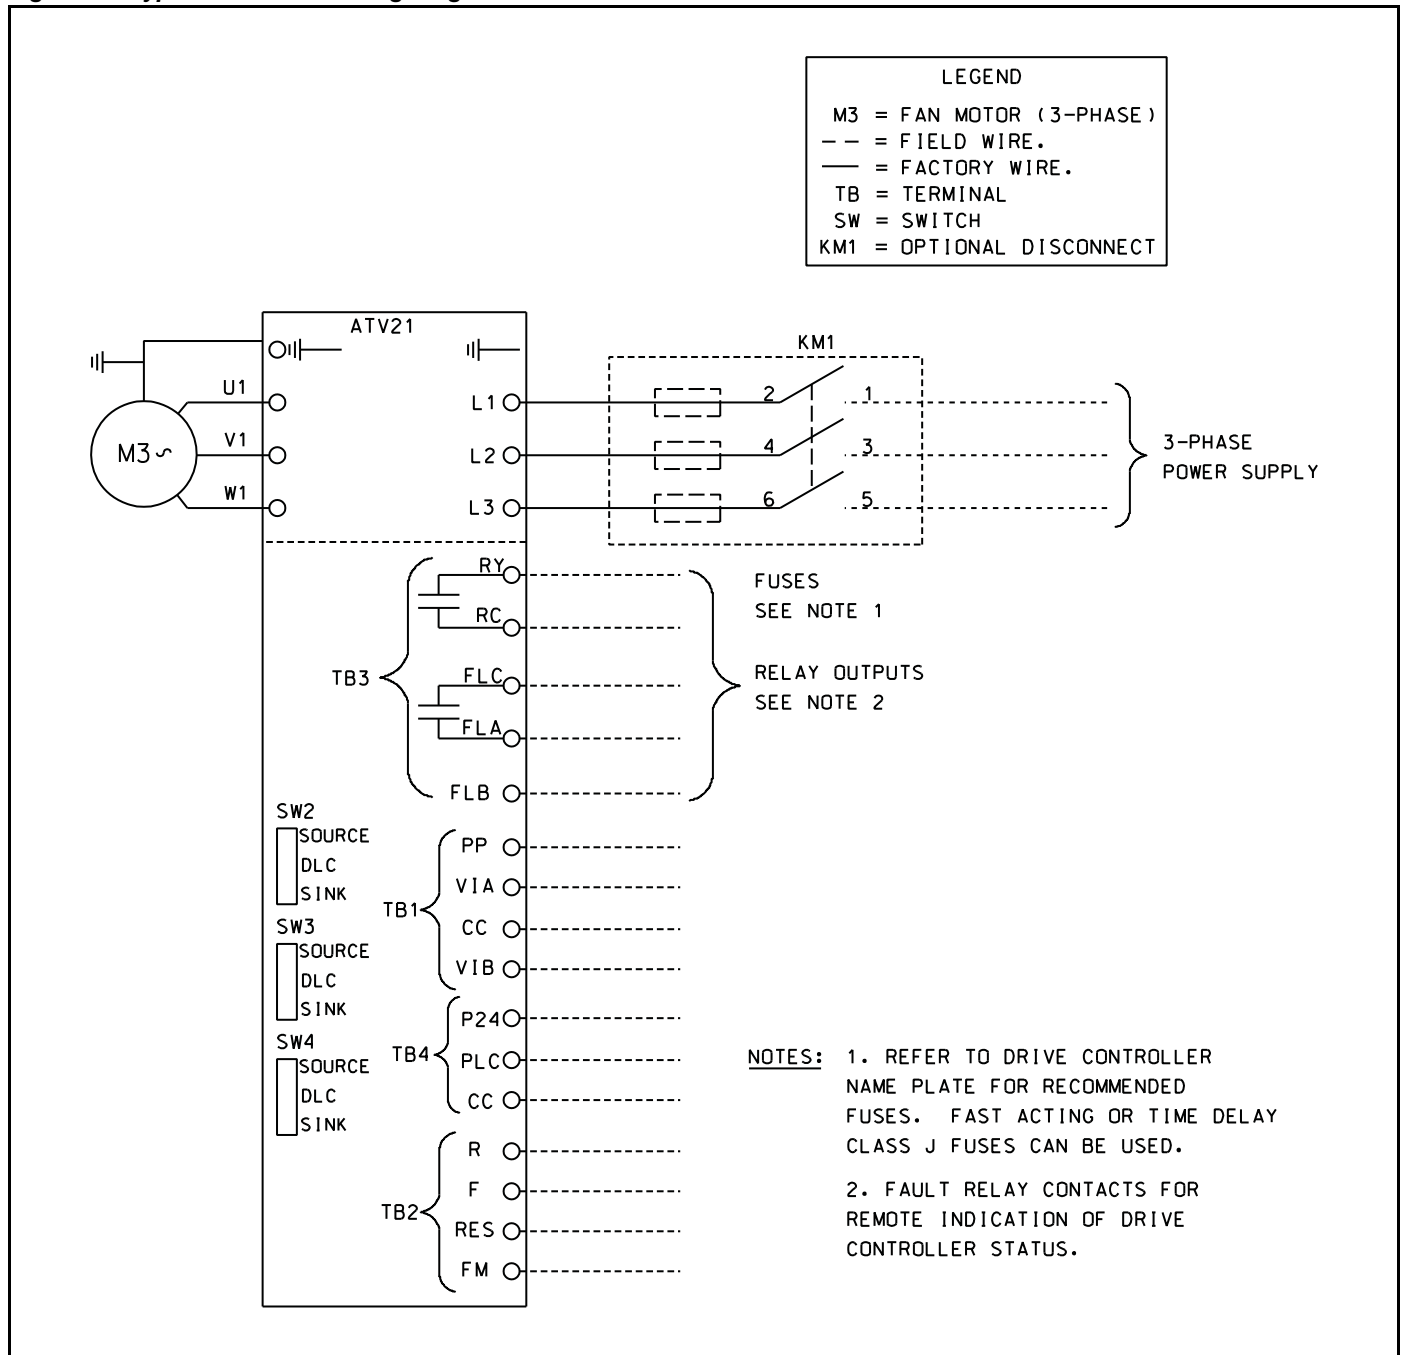 LEGEND
M3 = FAN MOTOR (3-PHASE)
-- = FIELD WIRE.
— = FACTORY WIRE.
TB = TERMINAL
SW = SWITCH
KM1 = OPTIONAL DISCONNECT
ATV21
KM1
U1
L1
2
1
M3~
V1
L2
4
3
3-PHASE
POWER SUPPLY
W1
L3
6
5
RY
RC
TB3
FLC
FLA
FLB
FUSES
SEE NOTE 1
RELAY OUTPUTS
SEE NOTE 2
SW2
SOURCE
DLC
SINK
SW3
SOURCE
DLC
SINK
SW4
SOURCE
DLC
SINK
TB1
PP
VIA
CC
VIB
TB4
P24
PLC
CC
TB2
R
F
RES
FM
NOTES: 1. REFER TO DRIVE CONTROLLER
NAME PLATE FOR RECOMMENDED
FUSES. FAST ACTING OR TIME DELAY
CLASS J FUSES CAN BE USED.
2. FAULT RELAY CONTACTS FOR
REMOTE INDICATION OF DRIVE
CONTROLLER STATUS.